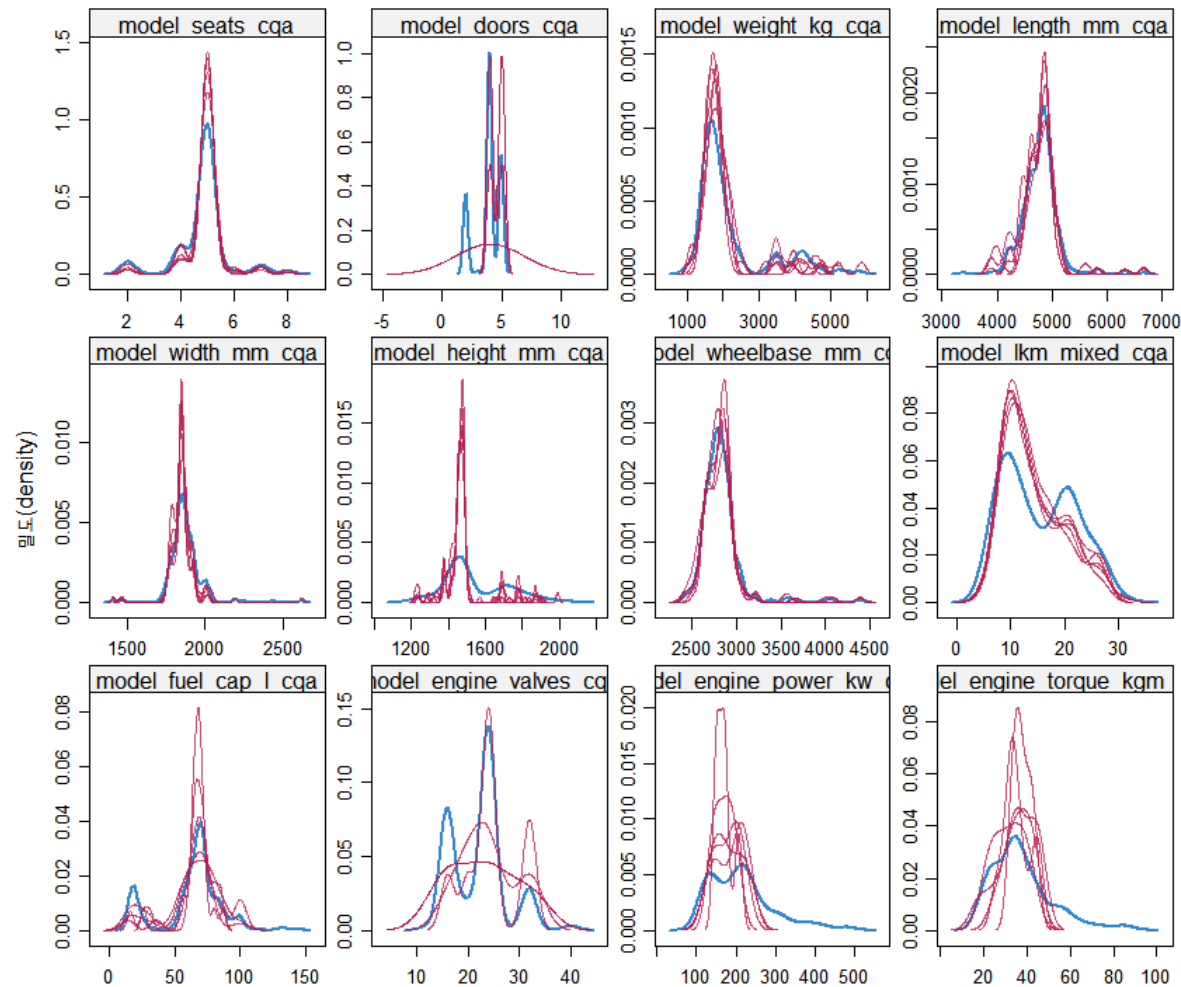 model seats cqa
model doors cqa
model weight kg cqa
model length mm cqa
0.0 0.5 1.0 1.5
0.0 0.2 0.4 0.6 0.8 1.0
0.0000 0.0005 0.0010 0.0015
0.0000 0.0010 0.0020
2 4 6 8
-5 0 5 10
1000 3000 5000
3000 4000 5000 6000 7000
model width mm cqa
model height mm cqa
odel wheelbase mm c
model lkm mixed cqa
밀도(density)
0.000 0.005 0.010
0.000 0.005 0.010 0.015
0.000 0.001 0.002 0.003
0.00 0.02 0.04 0.06 0.08
1500 2000 2500
1200 1600 2000
2500 3000 3500 4000 4500
0 10 20 30
model fuel cap l cqa
nodel engine valves cq
del engine power kw
el engine torque kgm
0.00 0.02 0.04 0.06 0.08
0.00 0.05 0.10 0.15
0.000 0.005 0.010 0.015 0.020
0.00 0.02 0.04 0.06 0.08
0 50 100 150
10 20 30 40
0 100 200 300 400 500
20 40 60 80 100